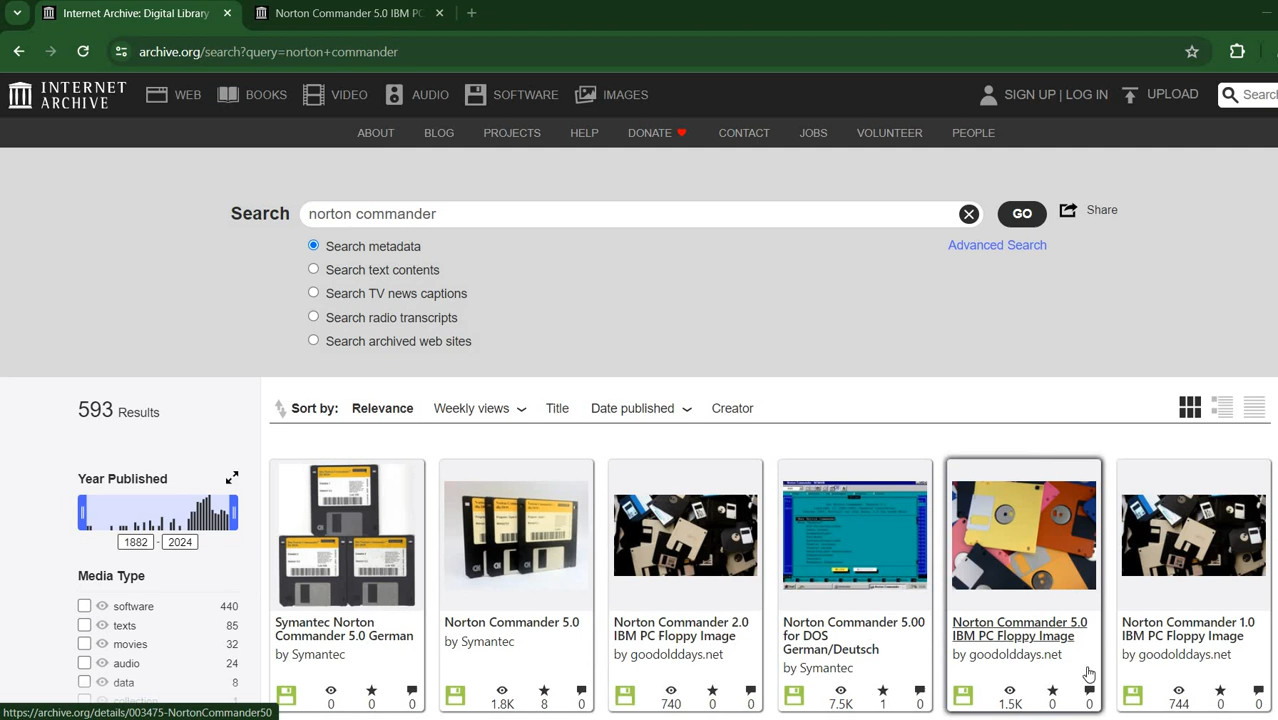 Internet Archive: Digital Library
Norton Commander 5.0 IBM PC
archive.org/search?query=norton+commander
INTERNET
ARCHIVE
WEB
BOOKS
VIDEO
AUDIO
SOFTWARE
IMAGES
SIGN UP | LOG IN
UPLOAD
Search
ABOUT
BLOG
PROJECTS
HELP
DONATE
CONTACT
JOBS
VOLUNTEER
PEOPLE
Search
norton commander
GO
Share
Search metadata
Advanced Search
Search text contents
Search TV news captions
Search radio transcripts
Search archived web sites
593 Results
Sort by:
Relevance
Weekly views
Title
Date published
Creator
Year Published
1882 - 2024
Media Type
software 440
texts 85
movies 32
audio 24
data 8
collection 1
Symantec Norton
Commander 5.0 German
by Symantec
0 0 0
Norton Commander 5.0
by Symantec
1.8K 8 0
Norton Commander 2.0
IBM PC Floppy Image
by goodolddays.net
740 0 0
Norton Commander 5.00
for DOS
German/Deutsch
by Symantec
7.5K 1 0
Norton Commander 5.0
IBM PC Floppy Image
by goodolddays.net
1.5K 0 0
Norton Commander 1.0
IBM PC Floppy Image
by goodolddays.net
744 0 0
https://archive.org/details/003475-NortonCommander50